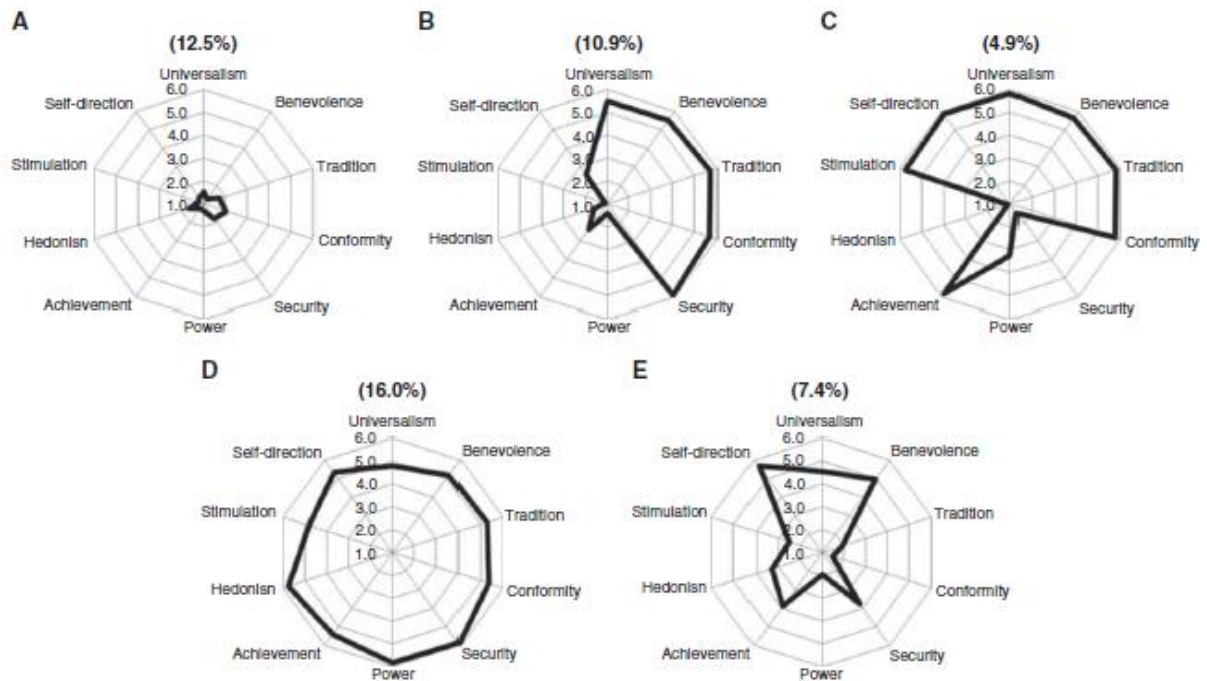 A
(12.5%)
Universalism
6.0
Self-direction
Benevolence
5.0
4.0
Stimulation
3.0
Tradition
2.0
1.0
Hedonisn
Conformity
Achievement
Security
Power
B
(10.9%)
Universalism
6.0
Self-direction
Benevolence
5.0
4.0
Stimulation
3.0
Tradition
2.0
1.0
Hedonisn
Conformity
Achievement
Security
Power
C
(4.9%)
Universalism
6.0
Self-direction
Benevolence
5.0
4.0
Stimulation
3.0
Tradition
2.0
1.0
Hedonisn
Conformity
Achievement
Security
Power
D
(16.0%)
Universalism
6.0
Self-direction
Benevolence
5.0
4.0
Stimulation
3.0
Tradition
2.0
1.0
Hedonisn
Conformity
Achievement
Security
Power
E
(7.4%)
Universalism
6.0
Self-direction
Benevolence
5.0
4.0
Stimulation
3.0
Tradition
2.0
1.0
Hedonisn
Conformity
Achievement
Security
Power